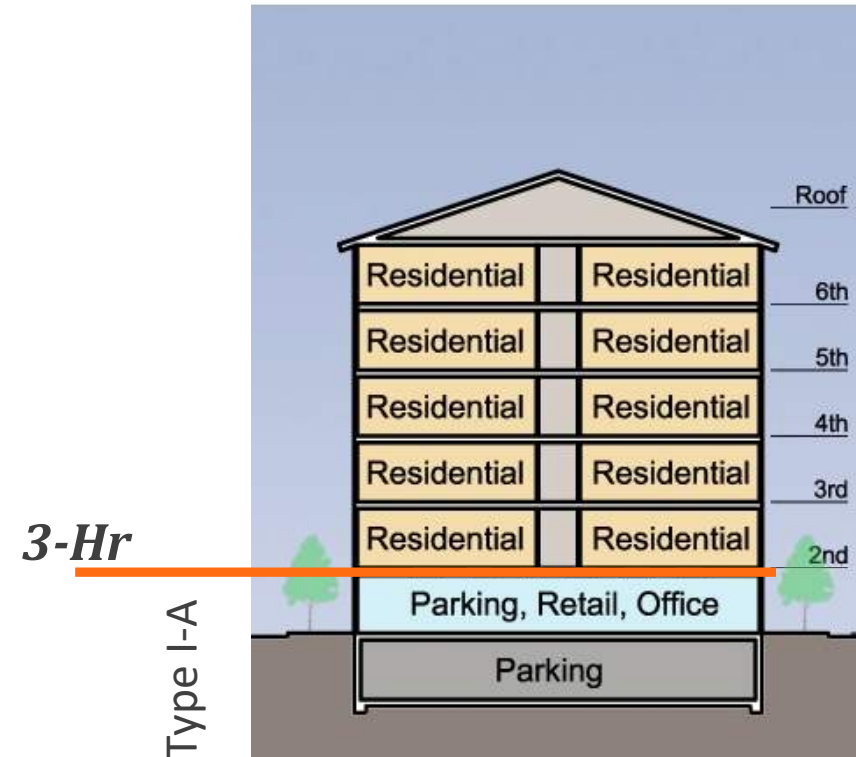 Roof
Residential Residential
6th
Residential Residential
5th
Residential Residential
4th
Residential Residential
3rd
3-Hr
Residential Residential
2nd
Parking, Retail, Office
Type I-A
Parking